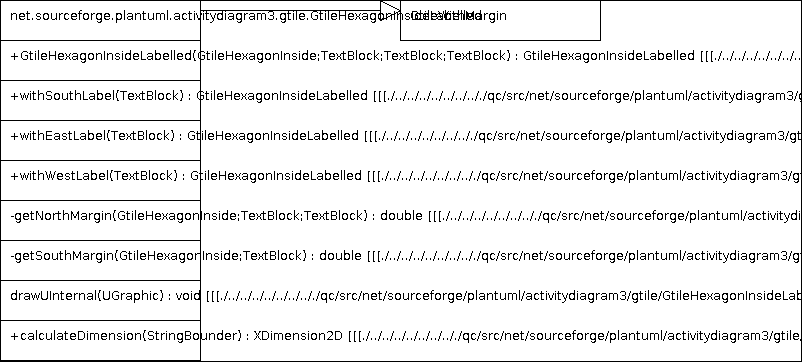 net.sourceforge.plantuml.activitydiagram3.gtile.GtileHexagonInsideLabelled
GtileWithMargin
+GtileHexagonInsideLabelled(GtileHexagonInside;TextBlock;TextBlock;TextBlock) : GtileHexagonInsideLabelled [[[./../../../../../../..
+withSouthLabel(TextBlock) : GtileHexagonInsideLabelled [[[./../../../../../../../../qc/src/net/sourceforge/plantuml/activitydiagram3/g
+withEastLabel(TextBlock) : GtileHexagonInsideLabelled [[[./../../../../../../../../qc/src/net/sourceforge/plantuml/activitydiagram3/gt
+withWestLabel(TextBlock) : GtileHexagonInsideLabelled [[[./../../../../../../../../qc/src/net/sourceforge/plantuml/activitydiagram3/gt
-getNorthMargin(GtileHexagonInside;TextBlock;TextBlock) : double [[[./../../../../../../../../qc/src/net/sourceforge/plantuml/activitydi
-getSouthMargin(GtileHexagonInside;TextBlock) : double [[[./../../../../../../../../qc/src/net/sourceforge/plantuml/activitydiagram3/gt
drawUInternal(UGraphic) : void [[[./../../../../../../../../qc/src/net/sourceforge/plantuml/activitydiagram3/gtile/GtileHexagonInsideLab
+calculateDimension(StringBounder) : XDimension2D [[[./../../../../../../../../qc/src/net/sourceforge/plantuml/activitydiagram3/gtile/